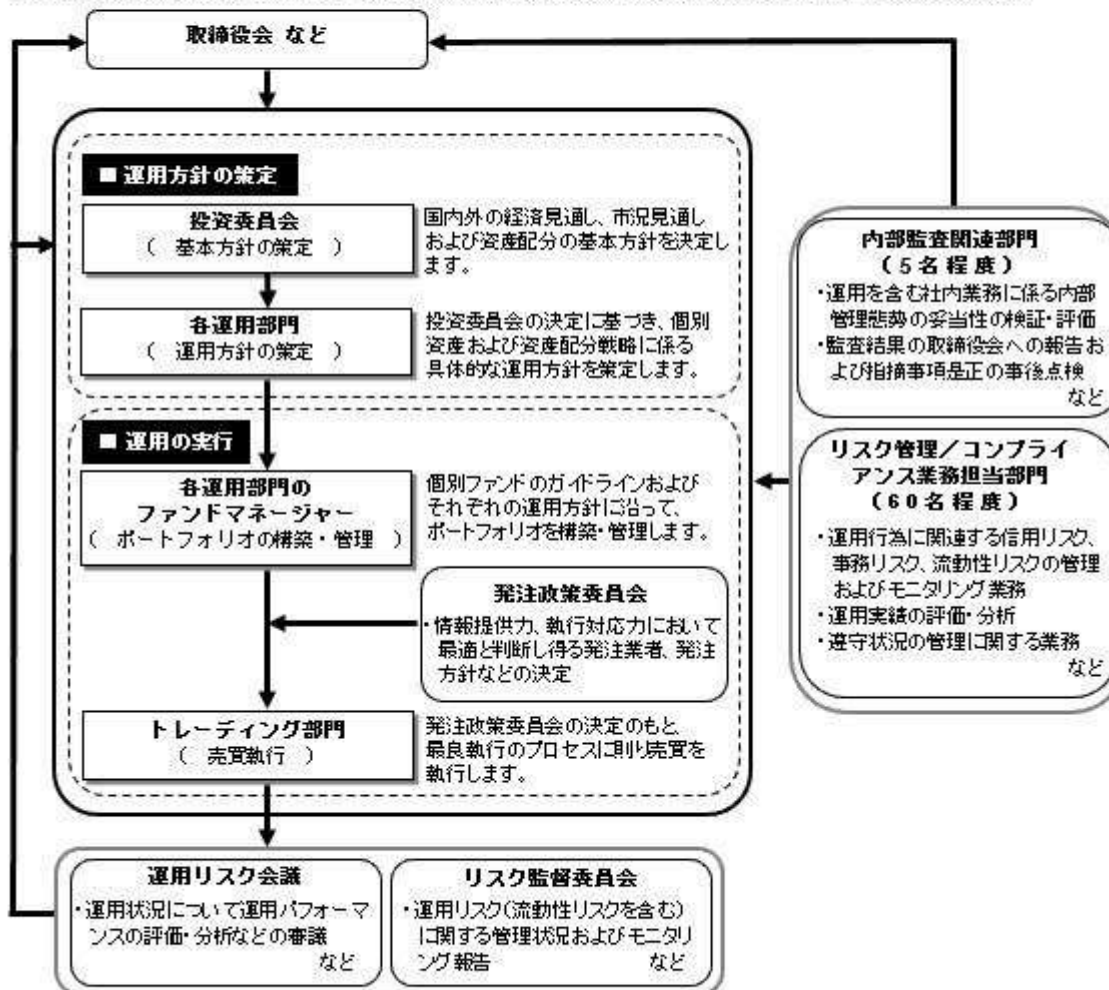 取締役会 など
■ 運用方針の策定
投資委員会
( 基本方針の策定 )
国内外の経済見通し、市況見通し
および資産配分の基本方針を決定し
ます。
各運用部門
( 運用方針の策定 )
投資委員会の決定に基づき、個別
資産および資産配分戦略に係る
具体的な運用方針を策定します。
■ 運用の実行
各運用部門の
ファンドマネージャー
( ポートフォリオの構築・管理 )
個別ファンドのガイドラインおよび
それぞれの運用方針に沿って、
ポートフォリオを構築・管理します。
発注政策委員会
・情報提供力、執行対応力において
最適と判断し得る発注業者、発注
方針などの決定
トレーディング部門
( 売買執行 )
発注政策委員会の決定のもと、
最良執行のプロセスに則り売買を
執行します。
内部監査関連部門
(5名程度)
・運用を含む社内業務に係る内部
管理態勢の妥当性の検証・評価
・監査結果の取締役会への報告お
よび指摘事項是正の事後点検
など
リスク管理/コンプライ
アンス業務担当部門
(60名程度)
・運用行為に関連する信用リスク、
事務リスク、流動性リスクの管理
およびモニタリング業務
・運用実績の評価・分析
・遵守状況の管理に関する業務
など
運用リスク会議
・運用状況について運用パフォーマ
ンスの評価・分析などの審議
など
リスク監督委員会
・運用リスク(流動性リスクを含む)
に関する管理状況およびモニタリ
ング報告 など